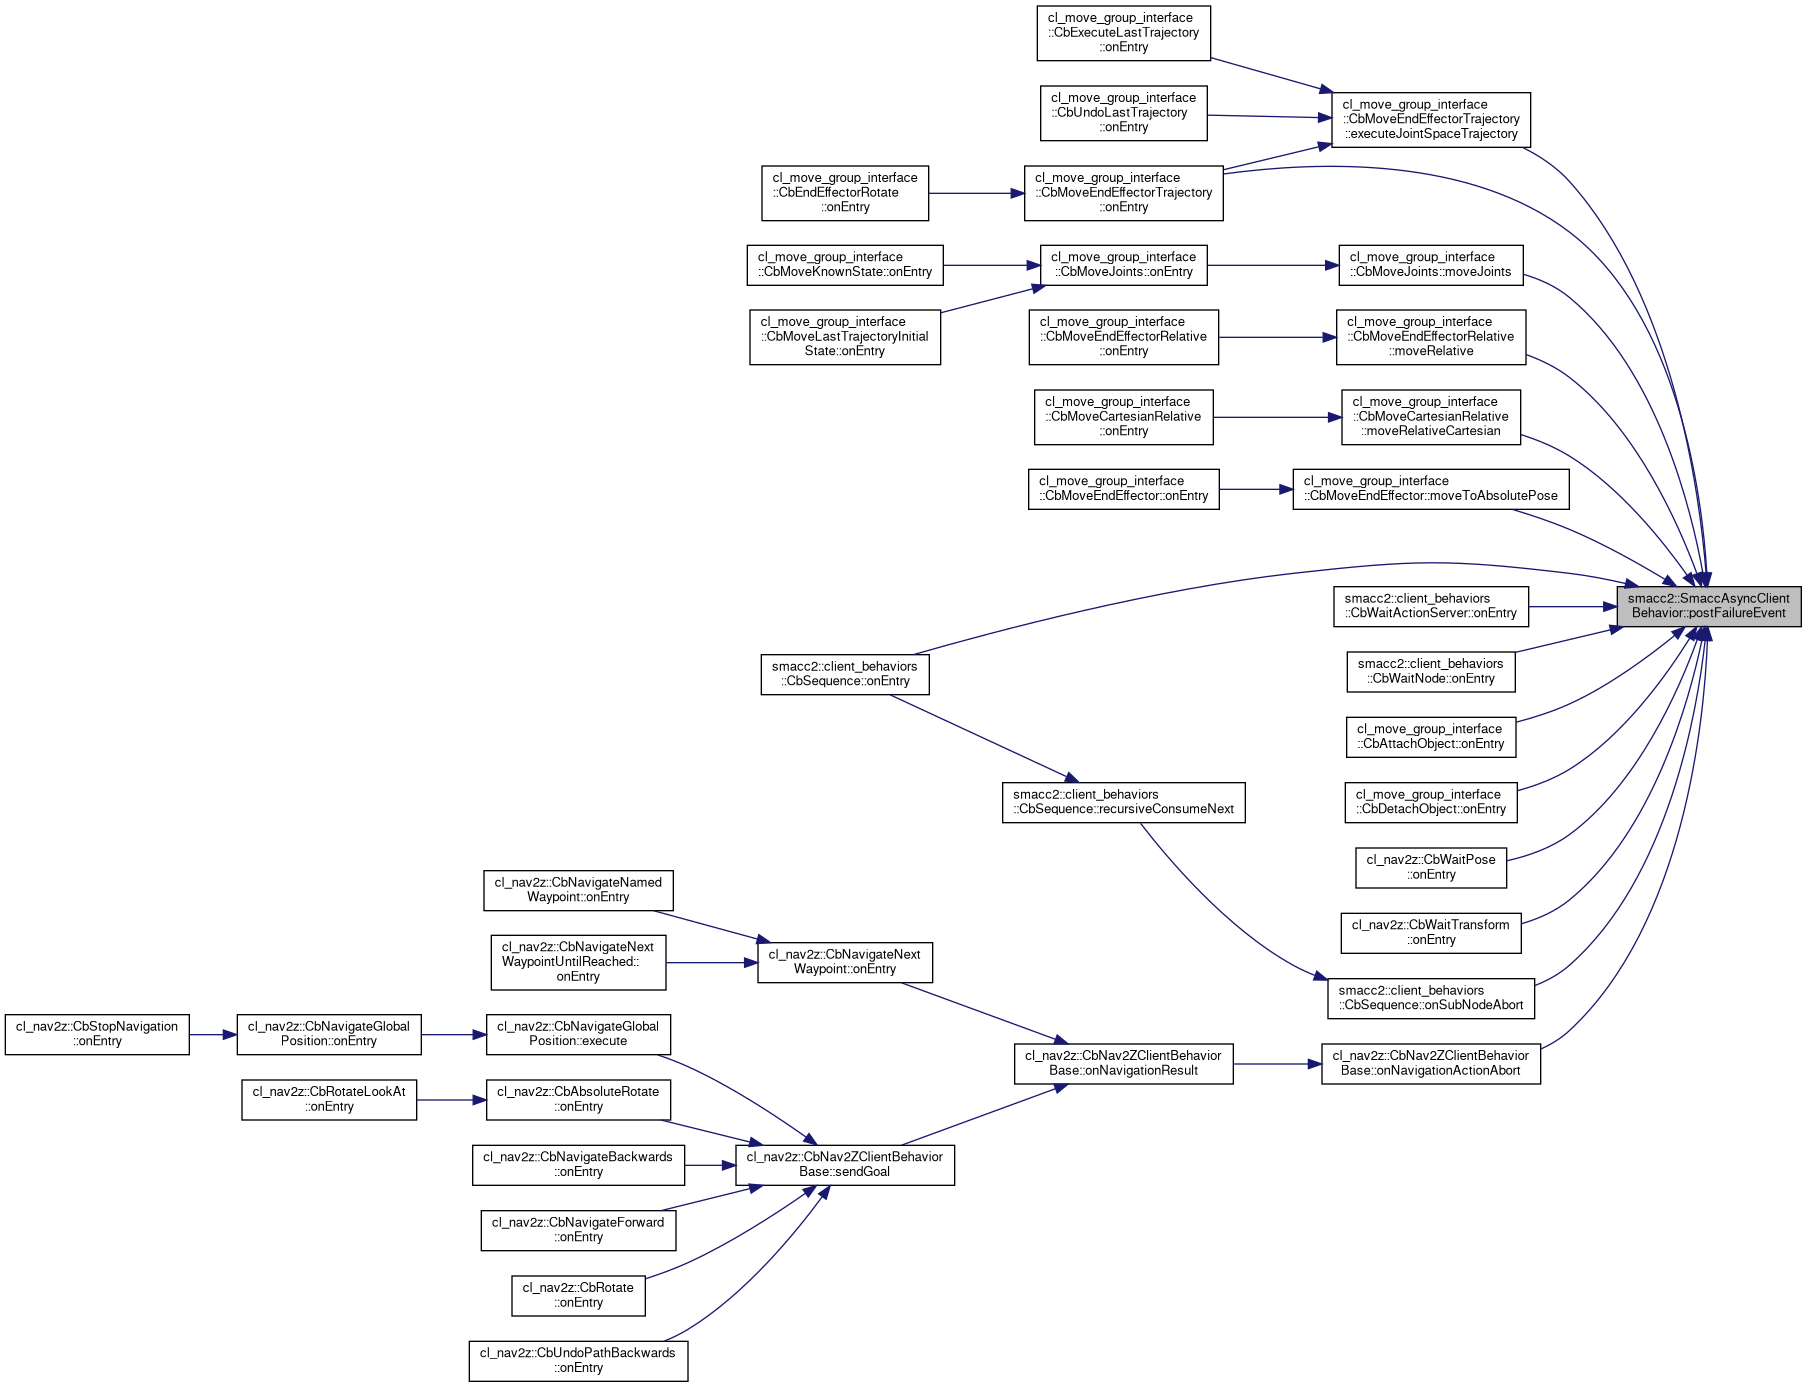 cl_move_group_interface
::CbExecuteLastTrajectory
::onEntry
cl_move_group_interface
::CbUndoLastTrajectory
::onEntry
cl_move_group_interface
::CbMoveEndEffectorTrajectory
::executeJointSpaceTrajectory
cl_move_group_interface
::CbEndEffectorRotate
::onEntry
cl_move_group_interface
::CbMoveEndEffectorTrajectory
::onEntry
cl_move_group_interface
::CbMoveKnownState::onEntry
cl_move_group_interface
::CbMoveJoints::onEntry
cl_move_group_interface
::CbMoveJoints::moveJoints
cl_move_group_interface
::CbMoveLastTrajectoryInitial
State::onEntry
cl_move_group_interface
::CbMoveEndEffectorRelative
::onEntry
cl_move_group_interface
::CbMoveEndEffectorRelative
::moveRelative
cl_move_group_interface
::CbMoveCartesianRelative
::onEntry
cl_move_group_interface
::CbMoveCartesianRelative
::moveRelativeCartesian
cl_move_group_interface
::CbMoveEndEffector::onEntry
cl_move_group_interface
::CbMoveEndEffector::moveToAbsolutePose
smacc2::client_behaviors
::CbWaitActionServer::onEntry
smacc2::SmaccAsyncClient
Behavior::postFailureEvent
smacc2::client_behaviors
::CbSequence::onEntry
smacc2::client_behaviors
::CbWaitNode::onEntry
cl_move_group_interface
::CbAttachObject::onEntry
smacc2::client_behaviors
::CbSequence::recursiveConsumeNext
cl_move_group_interface
::CbDetachObject::onEntry
cl_nav2z::CbWaitPose
::onEntry
cl_nav2z::CbNavigateNamed
Waypoint::onEntry
cl_nav2z::CbWaitTransform
::onEntry
cl_nav2z::CbNavigateNext
WaypointUntilReached::
onEntry
cl_nav2z::CbNavigateNext
Waypoint::onEntry
smacc2::client_behaviors
::CbSequence::onSubNodeAbort
cl_nav2z::CbStopNavigation
::onEntry
cl_nav2z::CbNavigateGlobal
Position::onEntry
cl_nav2z::CbNavigateGlobal
Position::execute
cl_nav2z::CbNav2ZClientBehavior
Base::onNavigationResult
cl_nav2z::CbNav2ZClientBehavior
Base::onNavigationActionAbort
cl_nav2z::CbRotateLookAt
::onEntry
cl_nav2z::CbAbsoluteRotate
::onEntry
cl_nav2z::CbNavigateBackwards
::onEntry
cl_nav2z::CbNav2ZClientBehavior
Base::sendGoal
cl_nav2z::CbNavigateForward
::onEntry
cl_nav2z::CbRotate
::onEntry
cl_nav2z::CbUndoPathBackwards
::onEntry